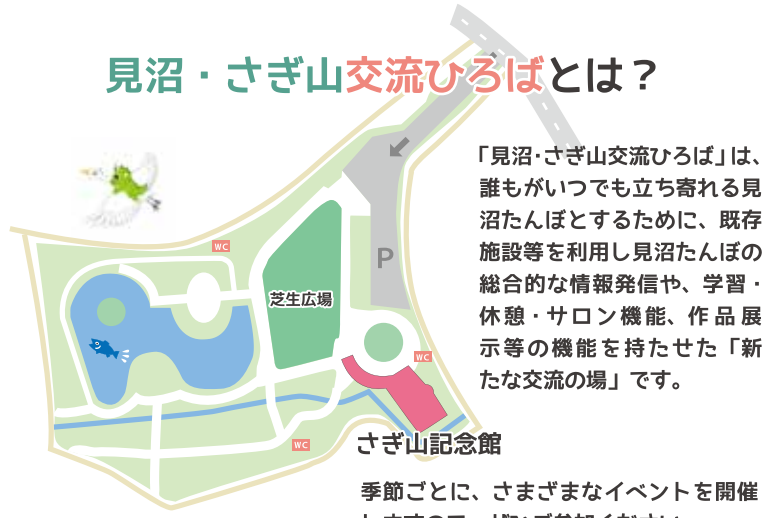 見沼・さぎ山交流ひろばとは？
「見沼・さぎ山交流ひろば」は、
誰もがいつでも立ち寄れる見
沼たんぼとするために、既存
施設等を利用し見沼たんぼの
総合的な情報発信や、学習・
休憩・サロン機能、作品展
示等の機能を持たせた「新
たな交流の場」です。
WC
P
芝生広場
WC
WC
さぎ山記念館
季節ごとに、さまざまなイベントを開催